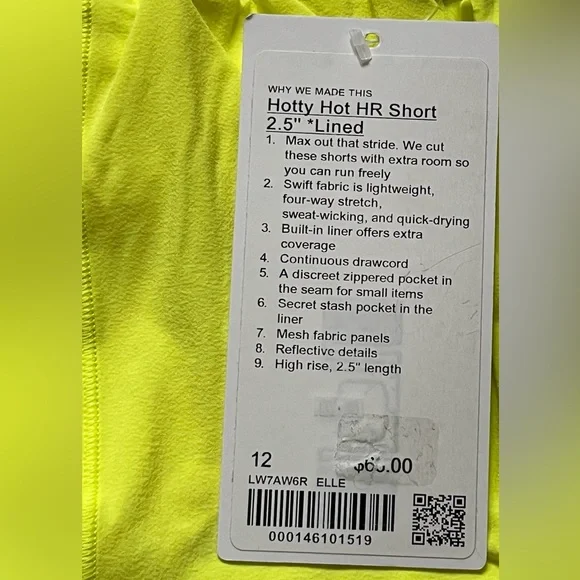 WHY WE MADE THIS
Hotty Hot HR Short
2.5" *Lined
1. Max out that stride. We cut
these shorts with extra room so
you can run freely
2. Swift fabric is lightweight,
four-way stretch,
sweat-wicking, and quick-drying
3. Built-in liner offers extra
coverage
4. Continuous drawcord
5. A discreet zippered pocket in
the seam for small items
6. Secret stash pocket in the
liner
7. Mesh fabric panels
8. Reflective details
9. High rise, 2.5" length
12
LW7AW6R ELLE
000146101519